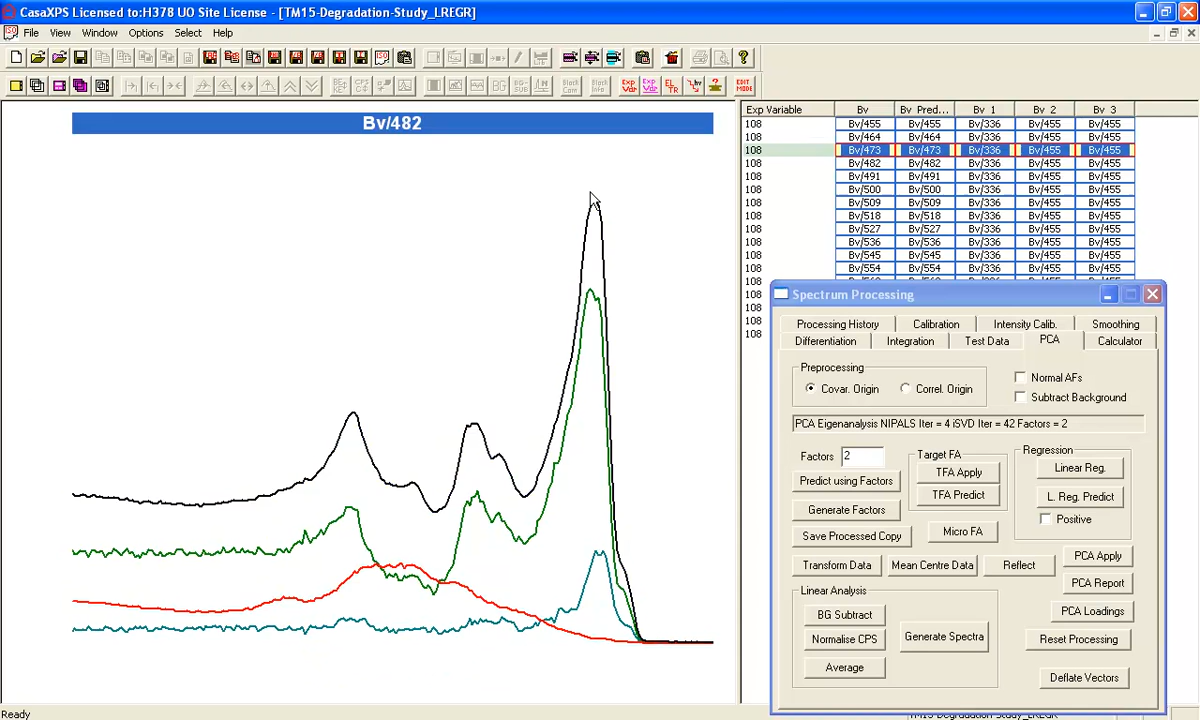 CasaXPS Licensed to:H378 UO Site License - [TM15-Degradation-Study_LREGR]
File View Window Options Select Help
Bv/482
Exp Variable Bv Bv Pred... Bv 1 Bv 2 Bv 3
108 Bv/455 Bv/455 Bv/336 Bv/455 Bv/455
108 Bv/464 Bv/464 Bv/336 Bv/455 Bv/455
108 Bv/473 Bv/473 Bv/336 Bv/455 Bv/455
108 Bv/482 Bv/482 Bv/336 Bv/455 Bv/455
108 Bv/491 Bv/491 Bv/336 Bv/455 Bv/455
108 Bv/500 Bv/500 Bv/336 Bv/455 Bv/455
108 Bv/509 Bv/509 Bv/336 Bv/455 Bv/455
108 Bv/518 Bv/518 Bv/336 Bv/455 Bv/455
108 Bv/527 Bv/527 Bv/336 Bv/455 Bv/455
108 Bv/536 Bv/536 Bv/336 Bv/455 Bv/455
108 Bv/545 Bv/545 Bv/336 Bv/455 Bv/455
108 Bv/554 Bv/554 Bv/336 Bv/455 Bv/455
108
108
108
108
108
Spectrum Processing
Processing History Calibration Intensity Calib. Smoothing
Differentiation Integration Test Data PCA Calculator
Preprocessing
Covar. Origin Correl. Origin
Normal AFs
Subtract Background
PCA Eigenanalysis NIPALS Iter = 4 iSVD Iter = 42 Factors = 2
Factors 2
Predict using Factors
Generate Factors
Save Processed Copy
Target FA
TFA Apply
TFA Predict
Micro FA
Regression
Linear Reg.
L. Reg. Predict
Positive
Transform Data Mean Centre Data Reflect
PCA Apply
PCA Report
PCA Loadings
Reset Processing
Deflate Vectors
Linear Analysis
BG Subtract
Normalise CPS
Average
Generate Spectra
Ready
TM15-Degradation-Study_LREGR